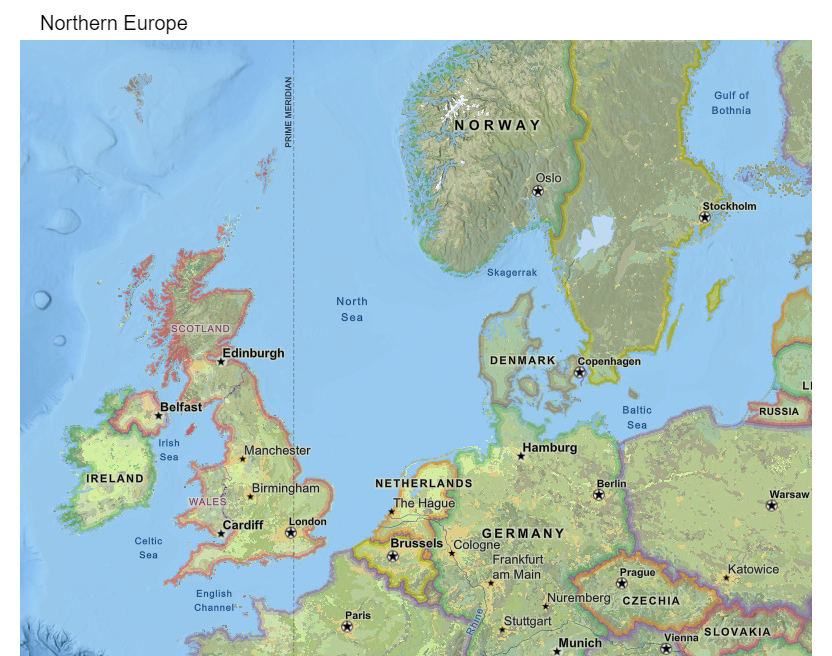 Northern Europe
PRIME MERIDIAN
Gulf of
Bothnia
NORWAY
Oslo
Stockholm
Skagerrak
North
Sea
SCOTLAND
Edinburgh
DENMARK
Copenhagen
LI
RUSSIA
Baltic
Sea
Belfast
Irish
Sea
Manchester
Hamburg
IRELAND
WALES
Birmingham
NETHERLANDS
The Hague
Berlin
Warsaw
Cardiff
London
Celtic
Sea
Brussels
Cologne
GERMANY
Frankfurt
am Main
Prague
Katowice
English
Channel
Nuremberg
CZECHIA
Paris
Rhine
Stuttgart
Munich
Vienna
SLOVAKIA